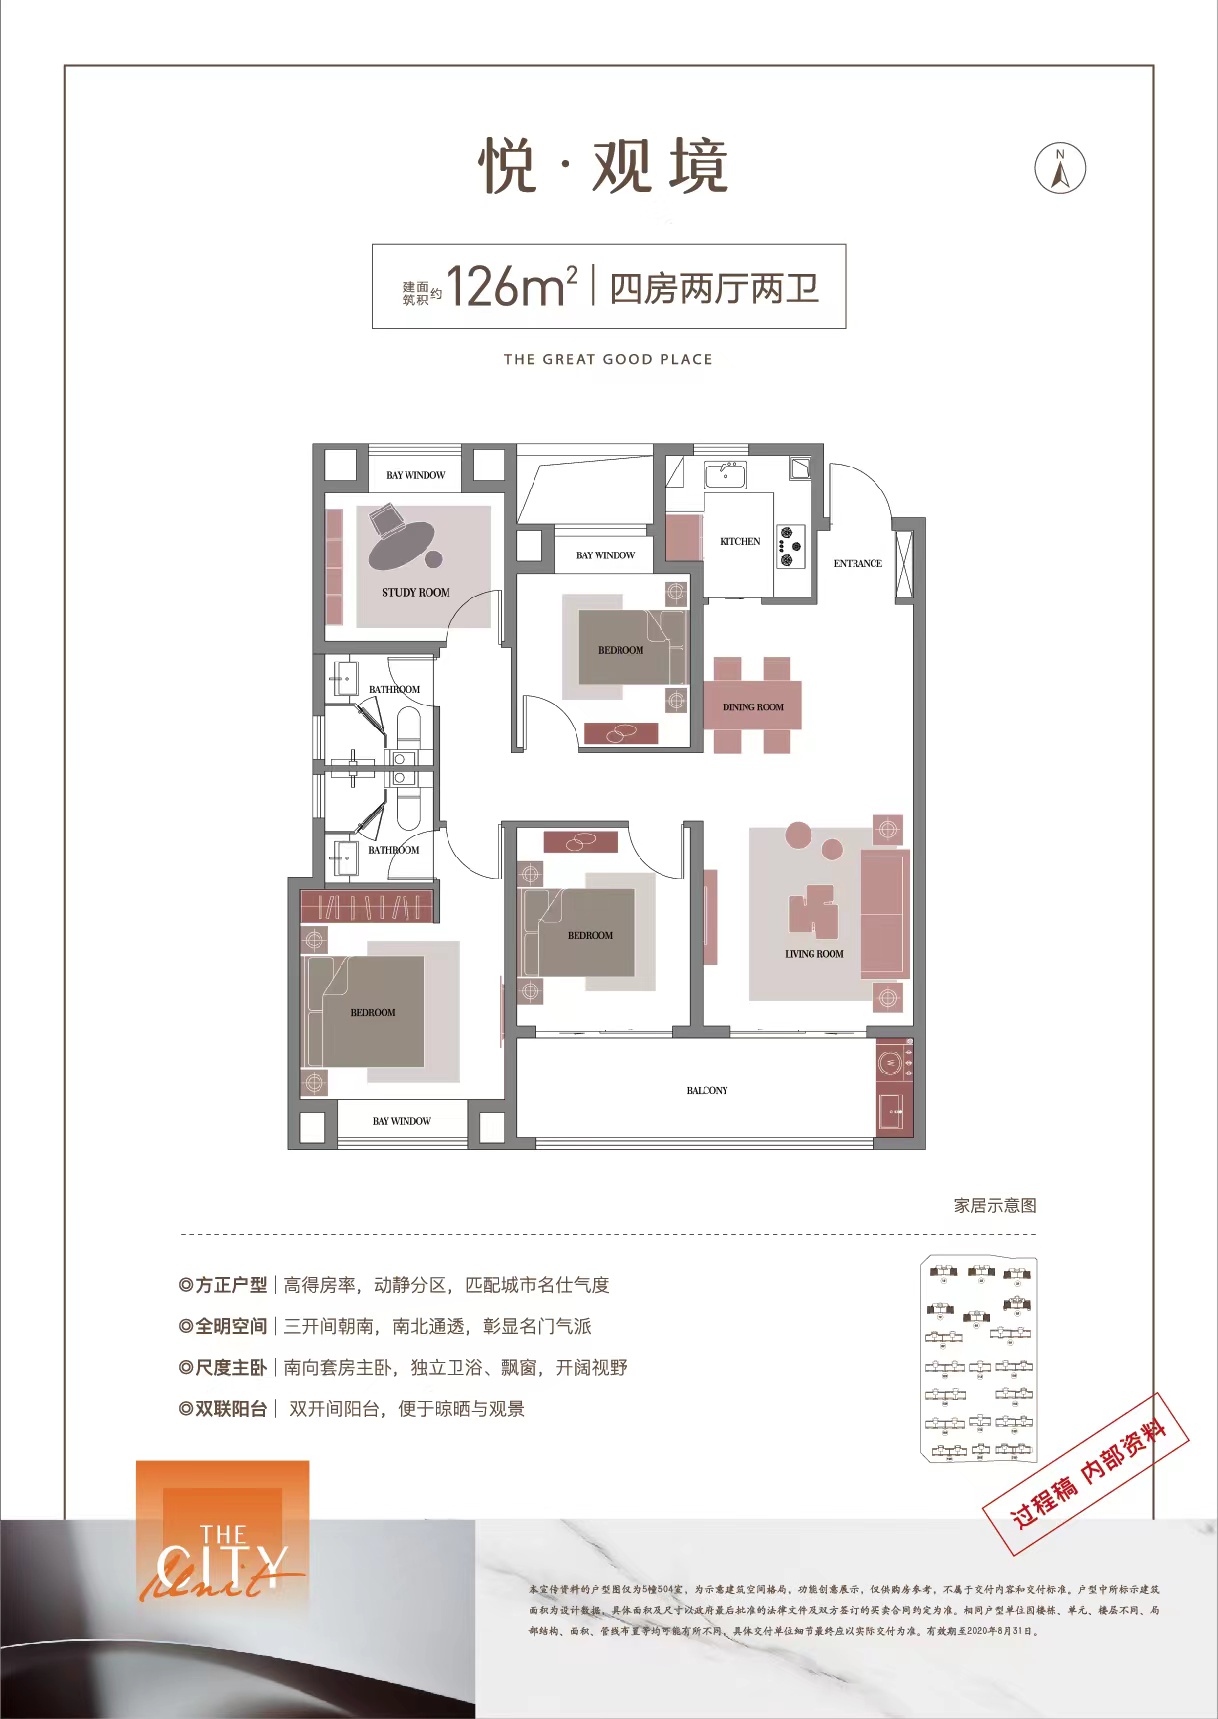 悦·观境
N
建筑面积约126m²|四房两厅两卫
THE GREAT GOOD PLACE
BAY WINDOW
STUDY ROOM
BAY WINDOW
KITCHEN
ENTRANCE
BEDROOM
BATHROOM
DINING ROOM
BATHROOM
BEDROOM
LIVING ROOM
BEDROOM
W
BALCONY
BAY WINDOW
家居示意图
◎方正户型|高得房率，动静分区，匹配城市名仕气度
◎全明空间|三开间朝南，南北通透，彰显名门气派
◎尺度主卧|南向套房主卧，独立卫浴、飘窗，开阔视野
◎双联阳台|双开间阳台，便于晾晒与观景
过程稿 内部资料
THE
CITY
Unit
本宣传资料的户型图仅为5幢504室，为示意建筑空间格局，功能创意展示，仅供购房参考，不属于交付内容和交付标准。户型中所标示建筑
面积为设计数据，具体面积及尺寸以政府最后批准的法律文件及双方签订的买卖合同约定为准。相同户型单位因楼栋、单元、楼层不同、局
部结构、面积、管线布置等均可能有所不同，具体交付单位细节最终应以实际交付为准。有效期至2020年8月31日。